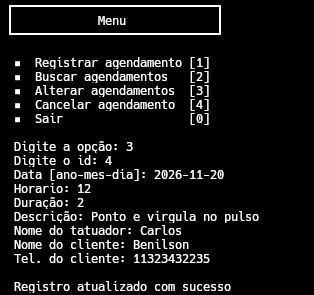 Menu
▪ Registrar agendamento [1]
▪ Buscar agendamentos [2]
▪ Alterar agendamentos [3]
▪ Cancelar agendamento [4]
▪ Sair [0]
Digite a opção: 3
Digite o id: 4
Data [ano-mes-dia]: 2026-11-20
Horario: 12
Duração: 2
Descrição: Ponto e virgula no pulso
Nome do tatuador: Carlos
Nome do cliente: Benilson
Tel. do cliente: 11323432235
Registro atualizado com sucesso